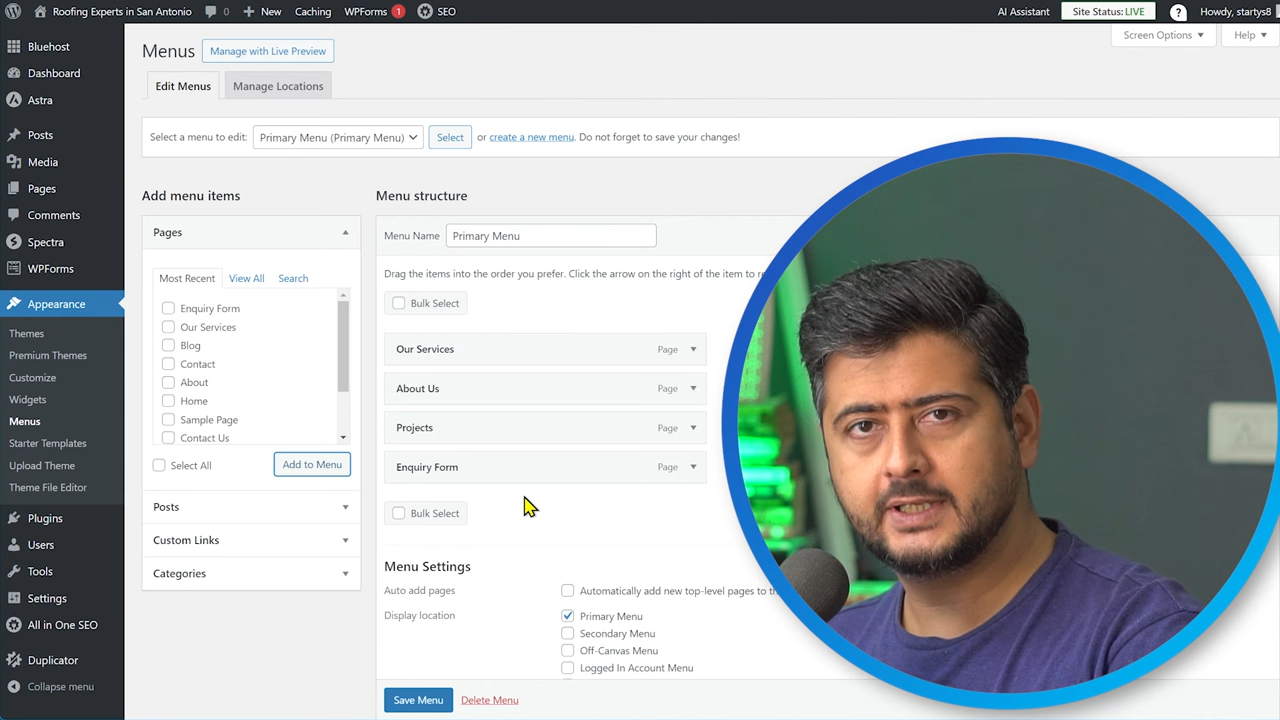 Roofing Experts in San Antonio 0 New Caching WPForms 1 SEO AI Assistant Site Status: LIVE ? Howdy, startys8
Bluehost
Dashboard
Astra
Posts
Media
Pages
Comments
Spectra
WPForms
Appearance
Themes
Premium Themes
Customize
Widgets
Menus
Starter Templates
Upload Theme
Theme File Editor
Plugins
Users
Tools
Settings
All in One SEO
Duplicator
Collapse menu
Screen Options Help
Menus Manage with Live Preview
Edit Menus Manage Locations
Select a menu to edit: Primary Menu (Primary Menu) Select or create a new menu. Do not forget to save your changes!
Add menu items
Pages
Most Recent View All Search
Enquiry Form
Our Services
Blog
Contact
About
Home
Sample Page
Contact Us
Select All Add to Menu
Posts
Custom Links
Categories
Menu structure
Menu Name Primary Menu
Drag the items into the order you prefer. Click the arrow on the right of the item to
Bulk Select
Our Services Page
About Us Page
Projects Page
Enquiry Form Page
Bulk Select
Menu Settings
Auto add pages Automatically add new top-level pages to
Display location Primary Menu
Secondary Menu
Off-Canvas Menu
Logged In Account Menu
Save Menu Delete Menu